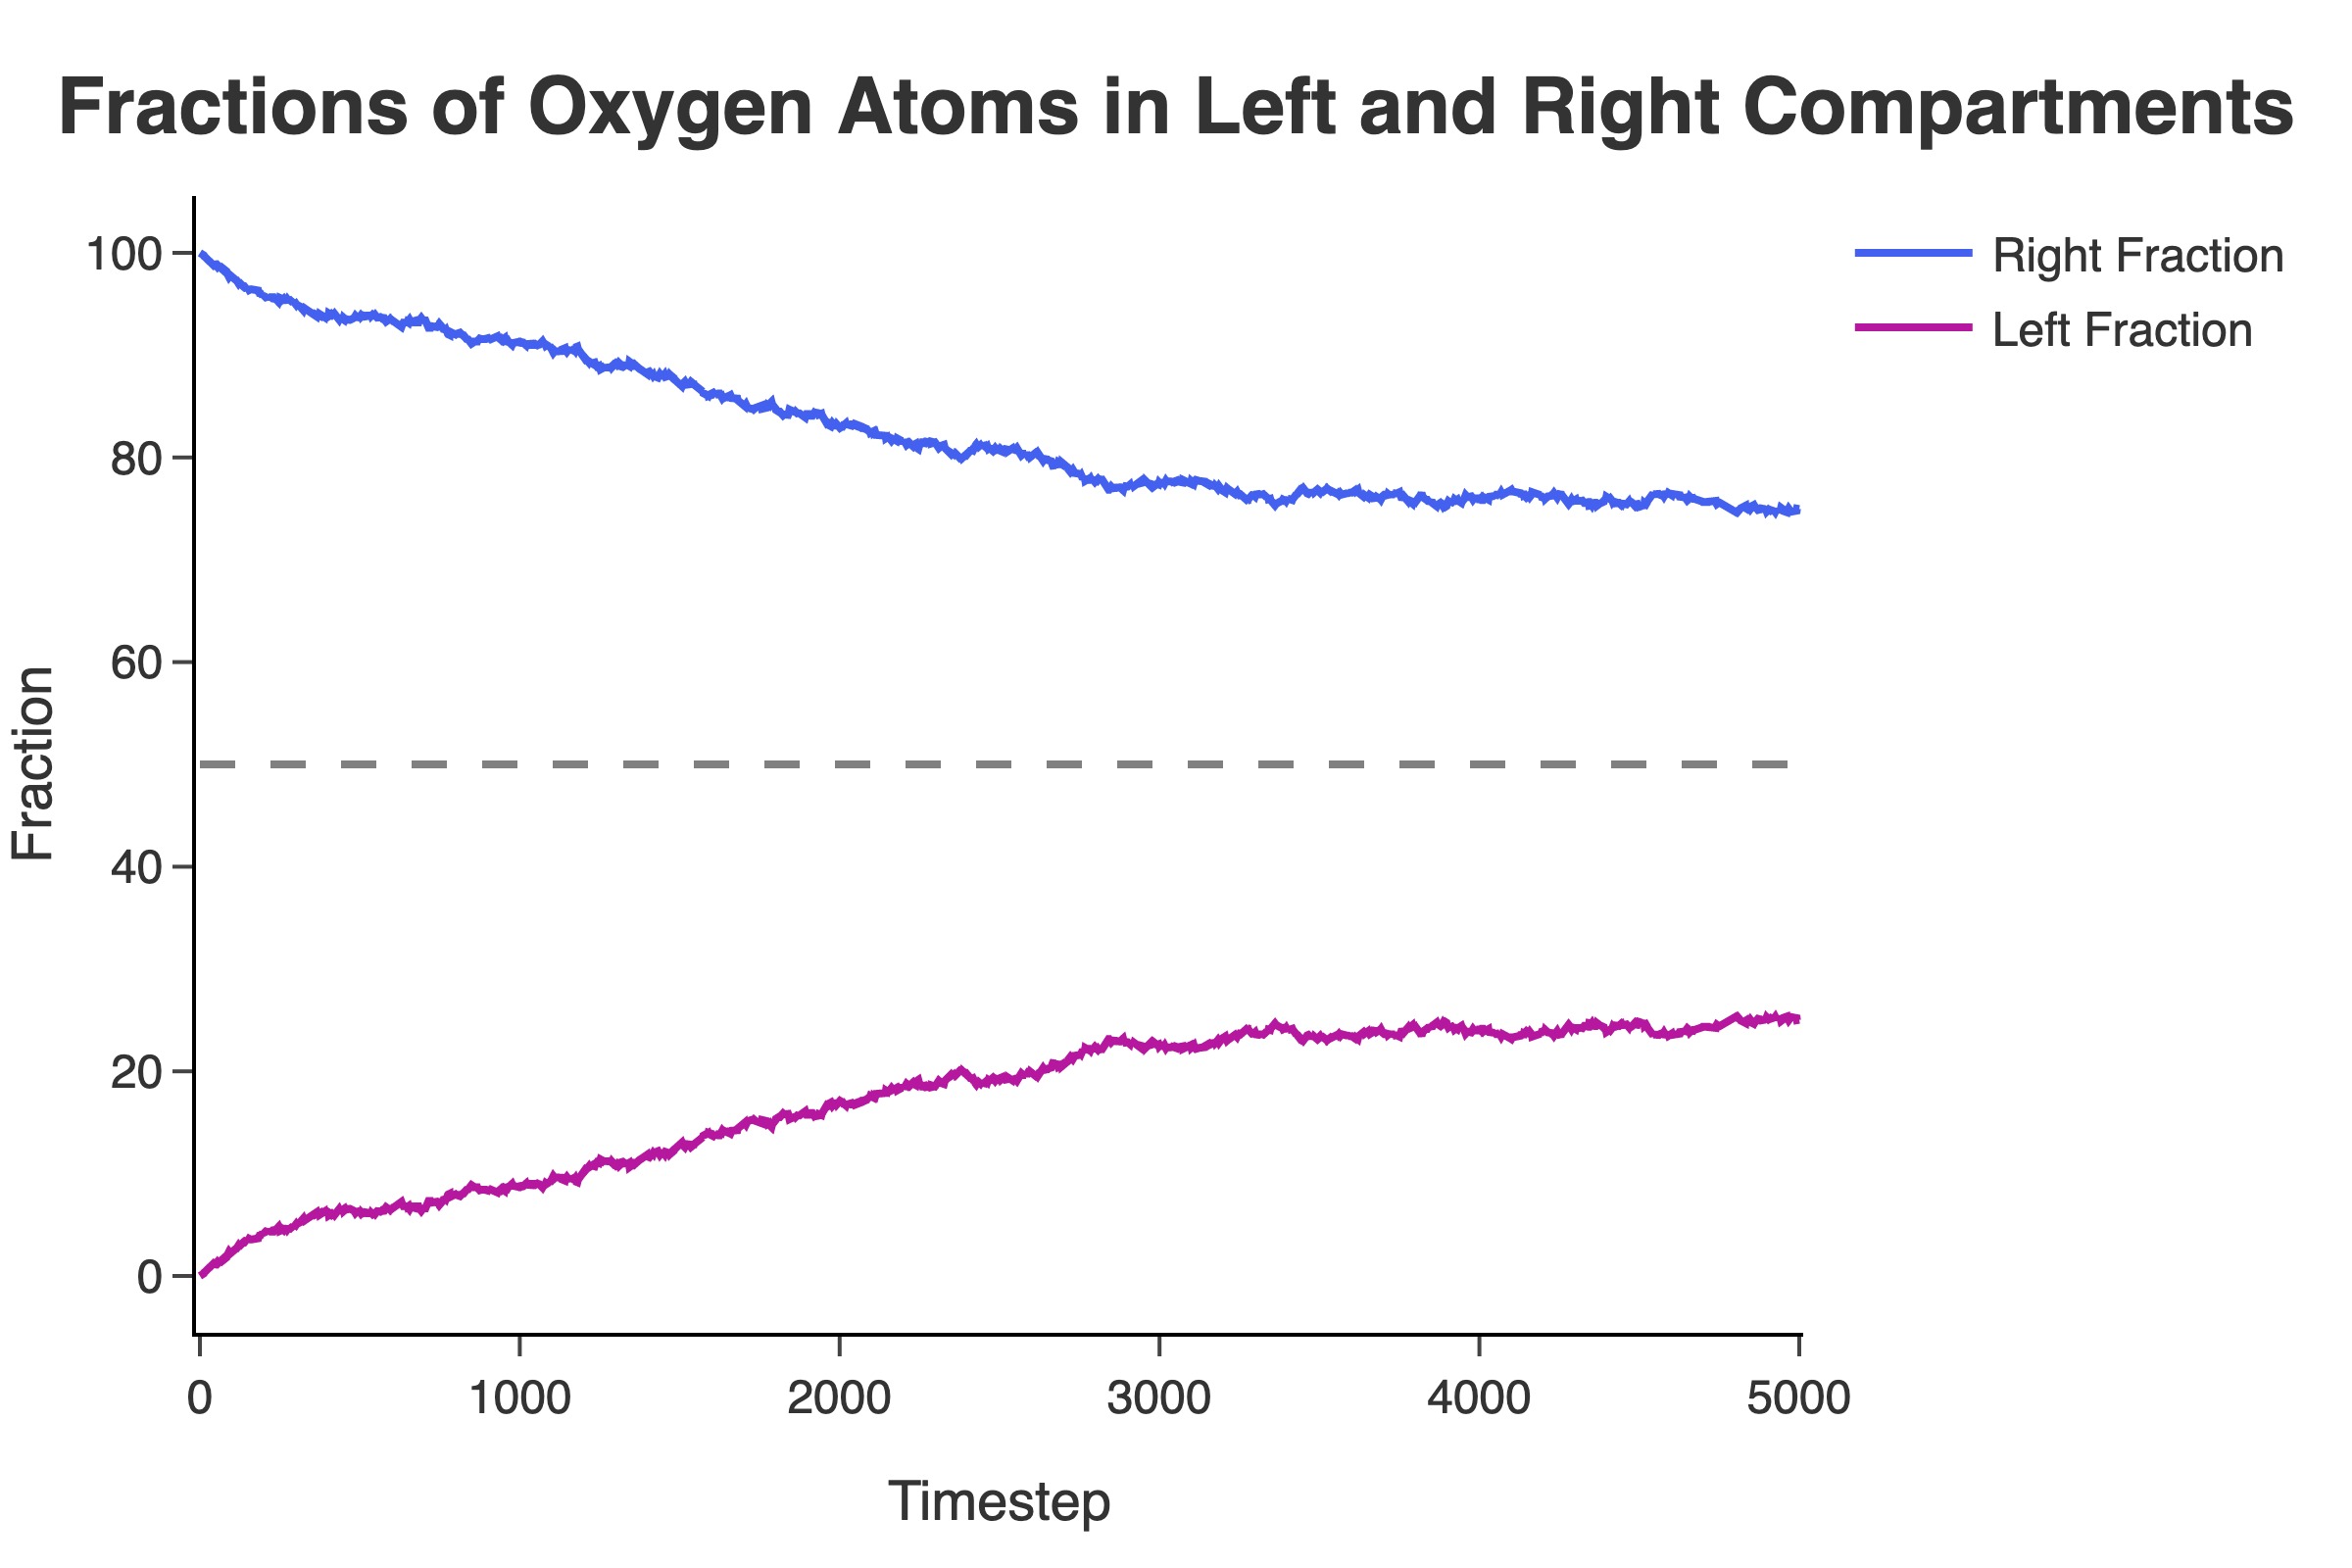 Fractions of Oxygen Atoms in Left and Right Compartments
Right Fraction
Left Fraction
Fraction
100
80
60
40
20
0
0 1000 2000 3000 4000 5000
Timestep